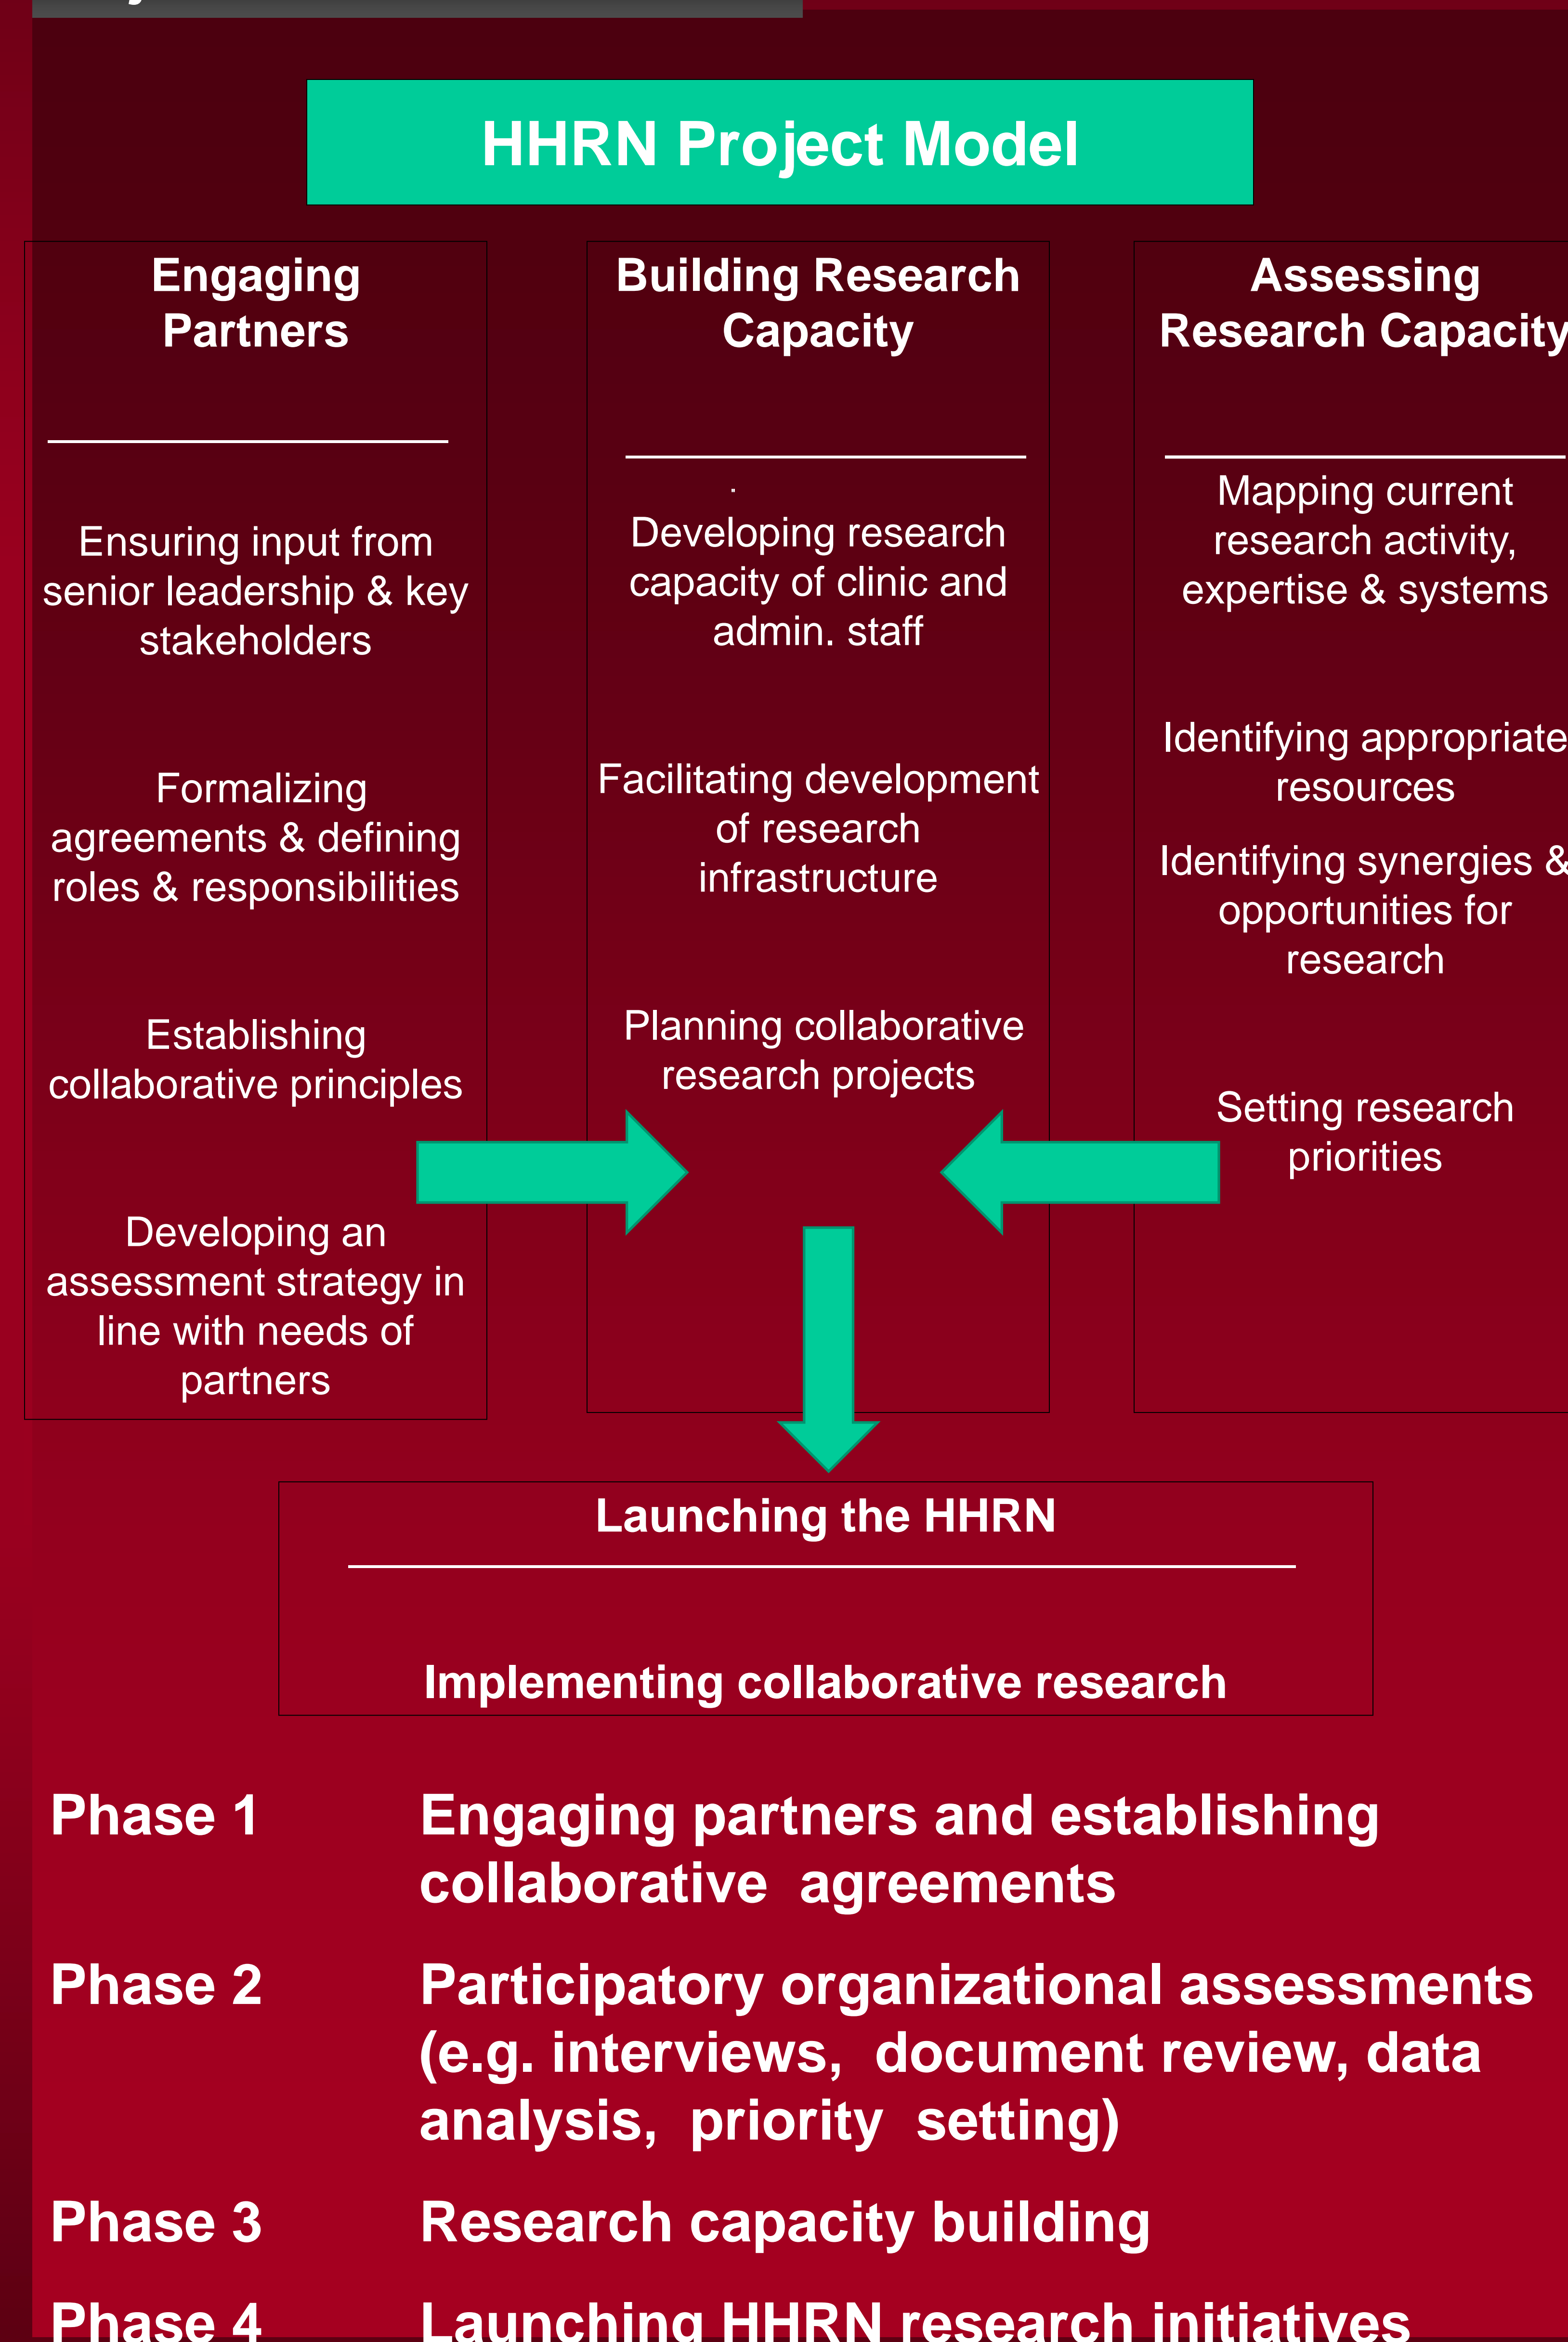 HHRN Project Model
Engaging
Partners
Ensuring input from
senior leadership & key
stakeholders
Formalizing
agreements & defining
roles & responsibilities
Establishing
collaborative principles
Developing an
assessment strategy in
line with needs of
partners
Building Research
Capacity
.
Developing research
capacity of clinic and
admin. staff
Facilitating development
of research
infrastructure
Planning collaborative
research projects
Assessing
Research Capacity
Mapping current
research activity,
expertise & systems
Identifying appropriate
resources
Identifying synergies &
opportunities for
research
Setting research
priorities
Launching the HHRN
Implementing collaborative research
Phase 1 Engaging partners and establishing
collaborative agreements
Phase 2 Participatory organizational assessments
(e.g. interviews, document review, data
analysis, priority setting)
Phase 3 Research capacity building
Phase 4 Launching HHRN research initiatives